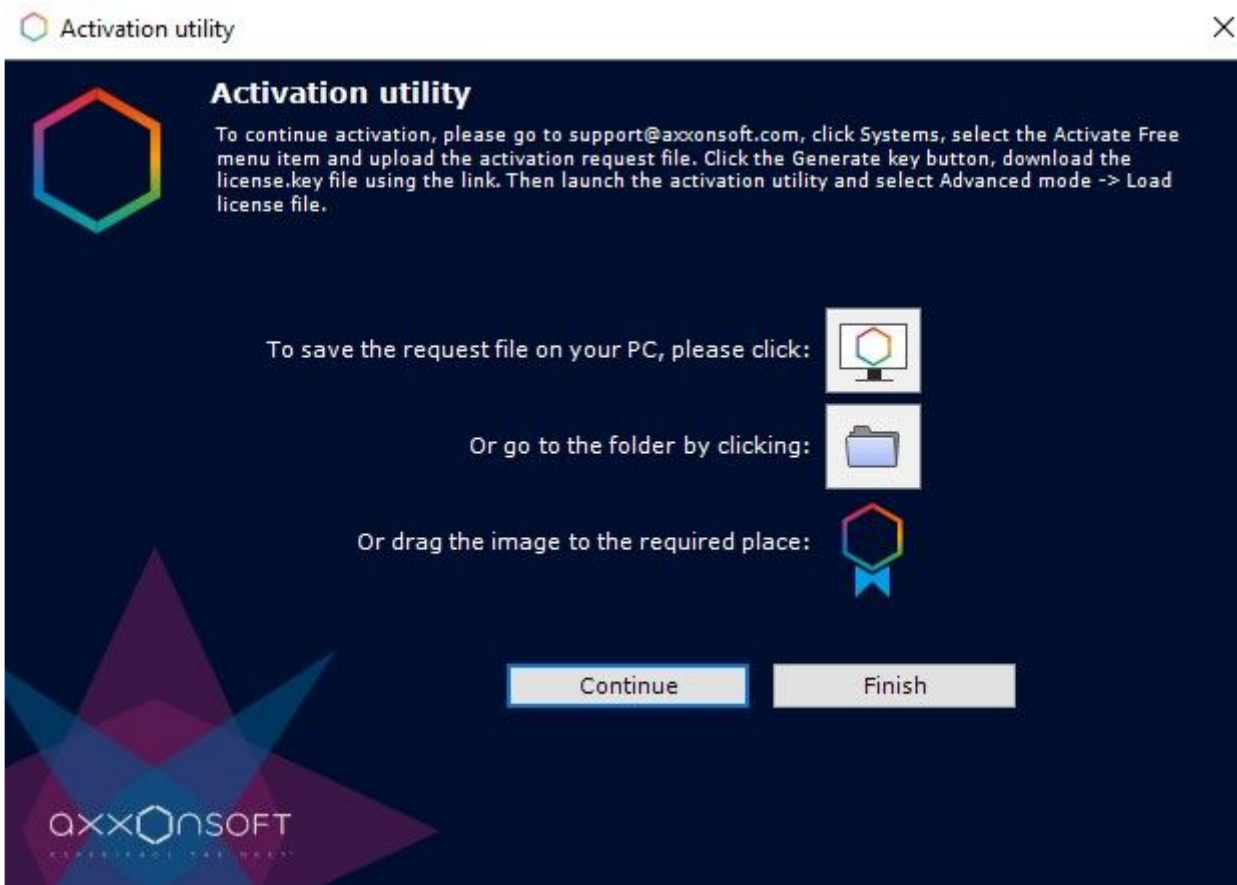 Activation utility
Activation utility
To continue activation, please go to support@axxonsoft.com, click Systems, select the Activate Free
menu item and upload the activation request file. Click the Generate key button, download the
license.key file using the link. Then launch the activation utility and select Advanced mode -> Load
license file.
To save the request file on your PC, please click:
Or go to the folder by clicking:
Or drag the image to the required place:
Continue
Finish
axxonsoft
EXPERIENCE THE NEXT